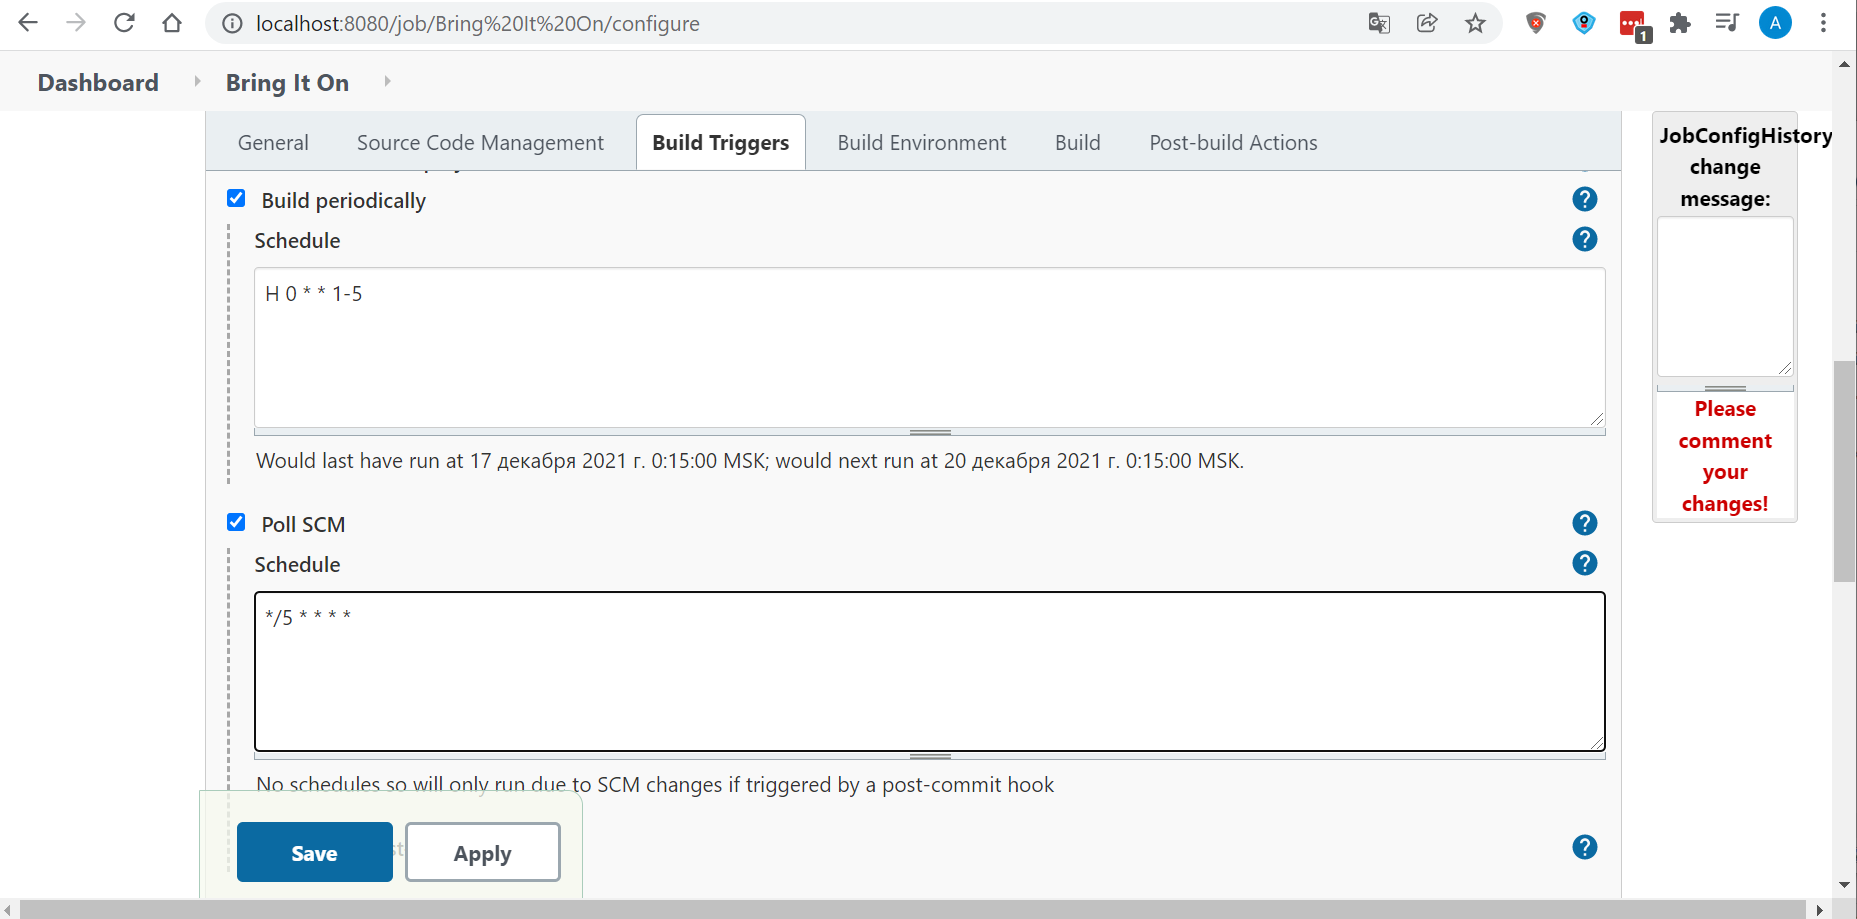 localhost:8080/job/Bring%20It%20On/configure
1
A
Dashboard
Bring It On
General
Source Code Management
Build Triggers
Build Environment
Build
Post-build Actions
Build periodically
?
Schedule
?
H 0 * * 1-5
Would last have run at 17 декабря 2021 г. 0:15:00 MSK; would next run at 20 декабря 2021 г. 0:15:00 MSK.
Poll SCM
?
Schedule
?
*/5 * * * *
No schedules so will only run due to SCM changes if triggered by a post-commit hook
?
Save
Apply
JobConfigHistory
change
message:
Please
comment
your
changes!